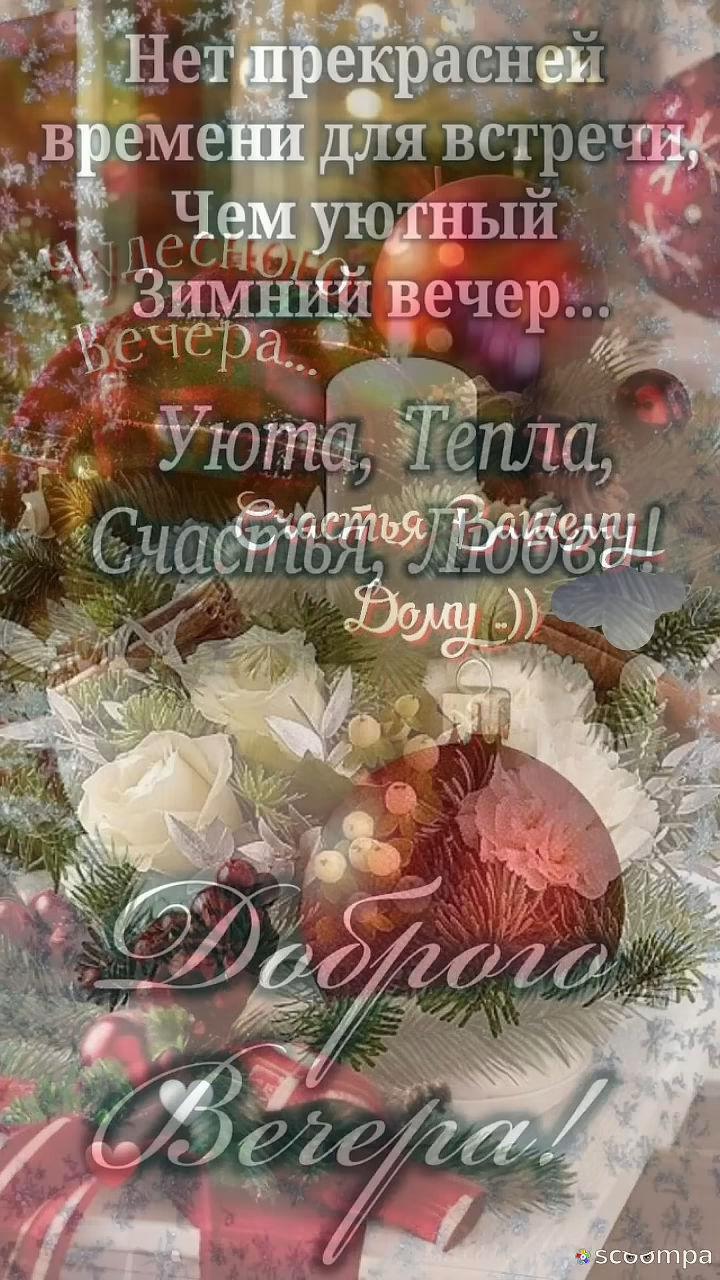 Нет прекрасней
времени для встречи,
Чем уютный
Чудесного
Зимний вечер...
Вечера...
Уюта, Тепла,
Счастья Вашему
Счастья, Любви!
Дому..))
Доброго
Вечера!
scoompa